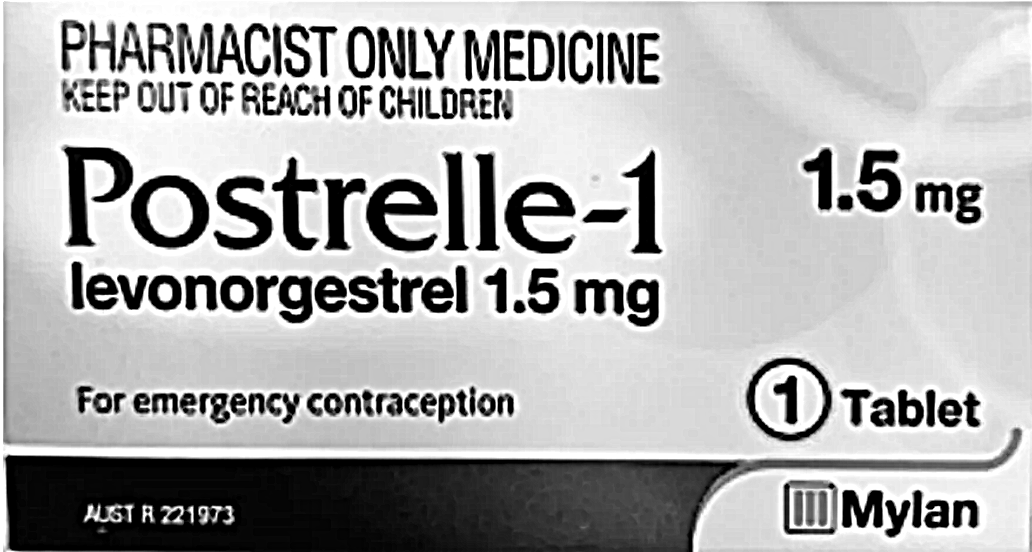 PHARMACIST ONLY MEDICINE
KEEP OUT OF REACH OF CHILDREN
Postrelle-1
1.5 mg
levonorgestrel 1.5 mg
For emergency contraception
1 Tablet
AUST R 221973
Mylan